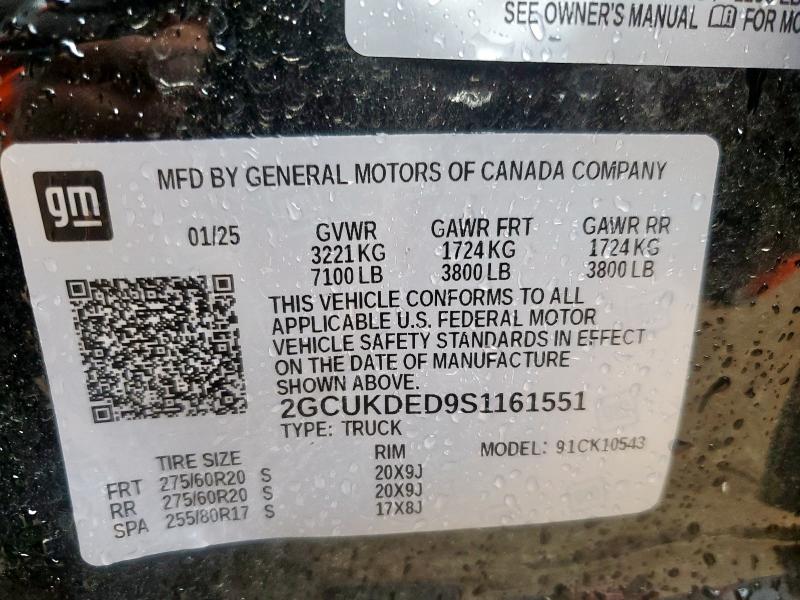 SEE OWNER'S MANUAL FOR MO
gm
MFD BY GENERAL MOTORS OF CANADA COMPANY
01/25 GVWR GAWR FRT GAWR RR
3221 KG 1724 KG 1724 KG
7100 LB 3800 LB 3800 LB
THIS VEHICLE CONFORMS TO ALL
APPLICABLE U.S. FEDERAL MOTOR
VEHICLE SAFETY STANDARDS IN EFFECT
ON THE DATE OF MANUFACTURE
SHOWN ABOVE.
2GCUKDED9S1161551
TYPE: TRUCK
TIRE SIZE RIM MODEL: 91CK10543
FRT 275/60R20 S 20X9J
RR 275/60R20 S 20X9J
SPA 255/80R17 S 17X8J